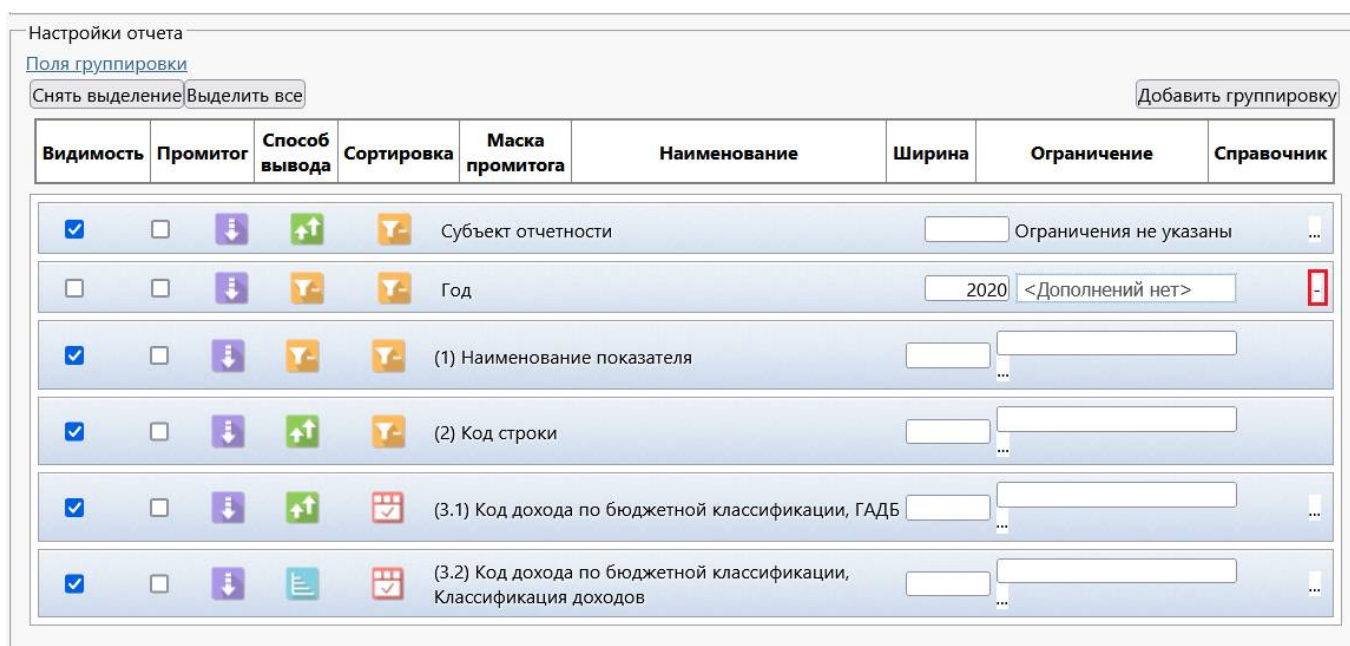 Настройки отчета
Поля группировки
Снять выделение Выделить все Добавить группировку
Видимость Промитог Способ вывода Сортировка Маска промитога Наименование Ширина Ограничение Справочник
Субъект отчетности Ограничения не указаны ...
Год 2020 <Дополнений нет> -
(1) Наименование показателя
...
(2) Код строки
...
(3.1) Код дохода по бюджетной классификации, ГАДБ ...
...
(3.2) Код дохода по бюджетной классификации,
Классификация доходов ...
...